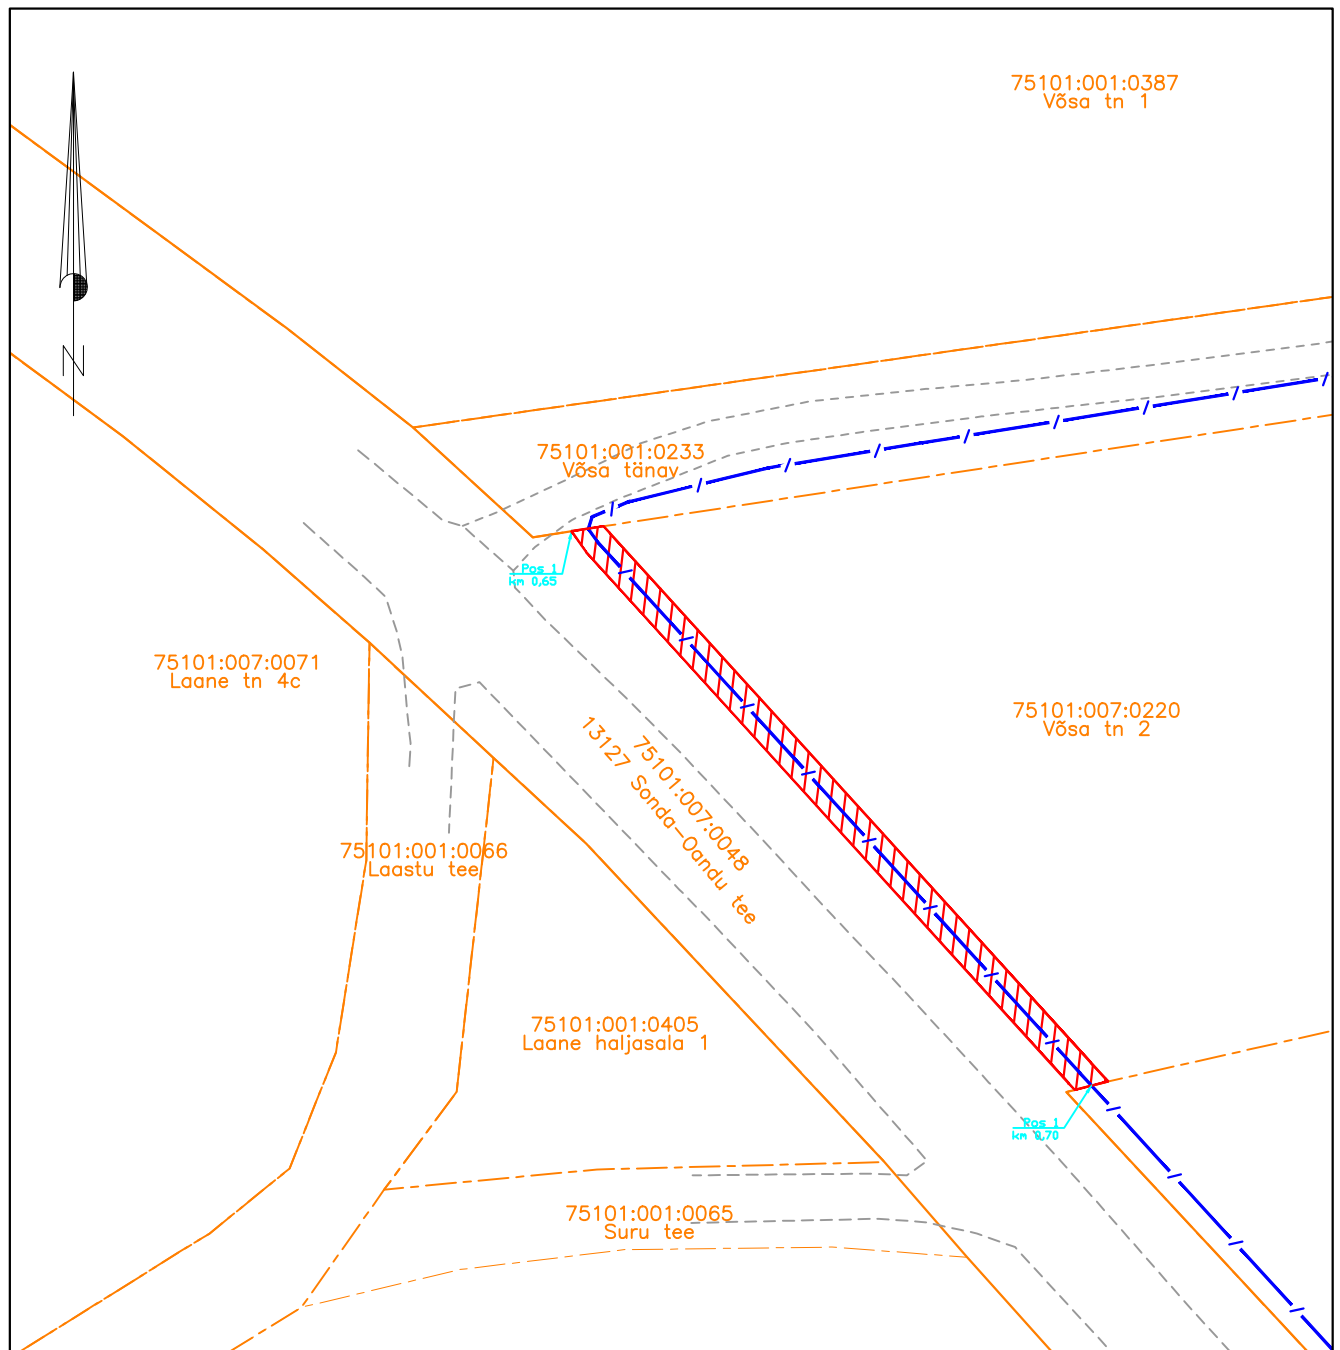 75101:001:0387
Võsa tn 1
N
75101:001:0233
Võsa tänav
Pos 1
km 0,65
75101:007:0071
Laane tn 4c
75101:007:0220
Võsa tn 2
75101:007:0048
13127 Sonda-Oandu tee
75101:001:0066
Laastu tee
75101:001:0405
Laane haljasala 1
Pos 1
km 0,70
75101:001:0065
Suru tee